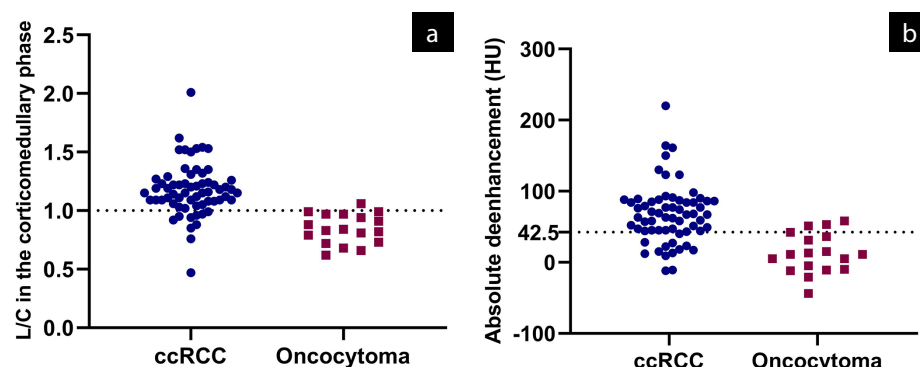 a
L/C in the corticomedullary phase
2.5
2.0
1.5
1.0
0.5
0.0
ccRCC Oncocytoma
b
Absolute deenhancement (HU)
300
200
100
42.5
0
-100
ccRCC Oncocytoma